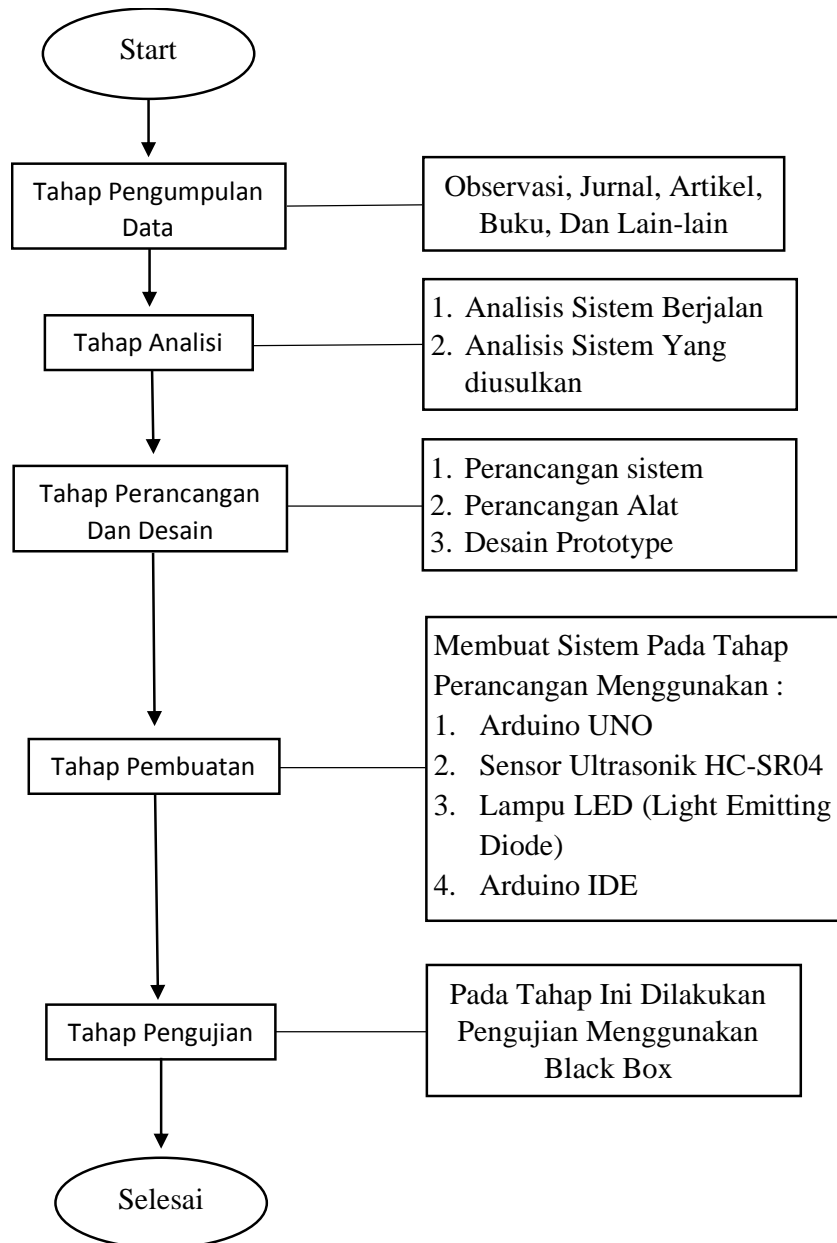 Start
Tahap Pengumpulan
Data
Observasi, Jurnal, Artikel,
Buku, Dan Lain-lain
Tahap Analisi
1. Analisis Sistem Berjalan
2. Analisis Sistem Yang
diusulkan
Tahap Perancangan
Dan Desain
1. Perancangan sistem
2. Perancangan Alat
3. Desain Prototype
Tahap Pembuatan
Membuat Sistem Pada Tahap
Perancangan Menggunakan :
1. Arduino UNO
2. Sensor Ultrasonik HC-SR04
3. Lampu LED (Light Emitting
Diode)
4. Arduino IDE
Tahap Pengujian
Pada Tahap Ini Dilakukan
Pengujian Menggunakan
Black Box
Selesai